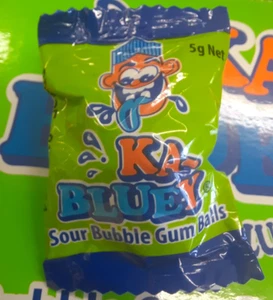 5g Net
KA-
BLUEY®
Sour Bubble Gum Balls